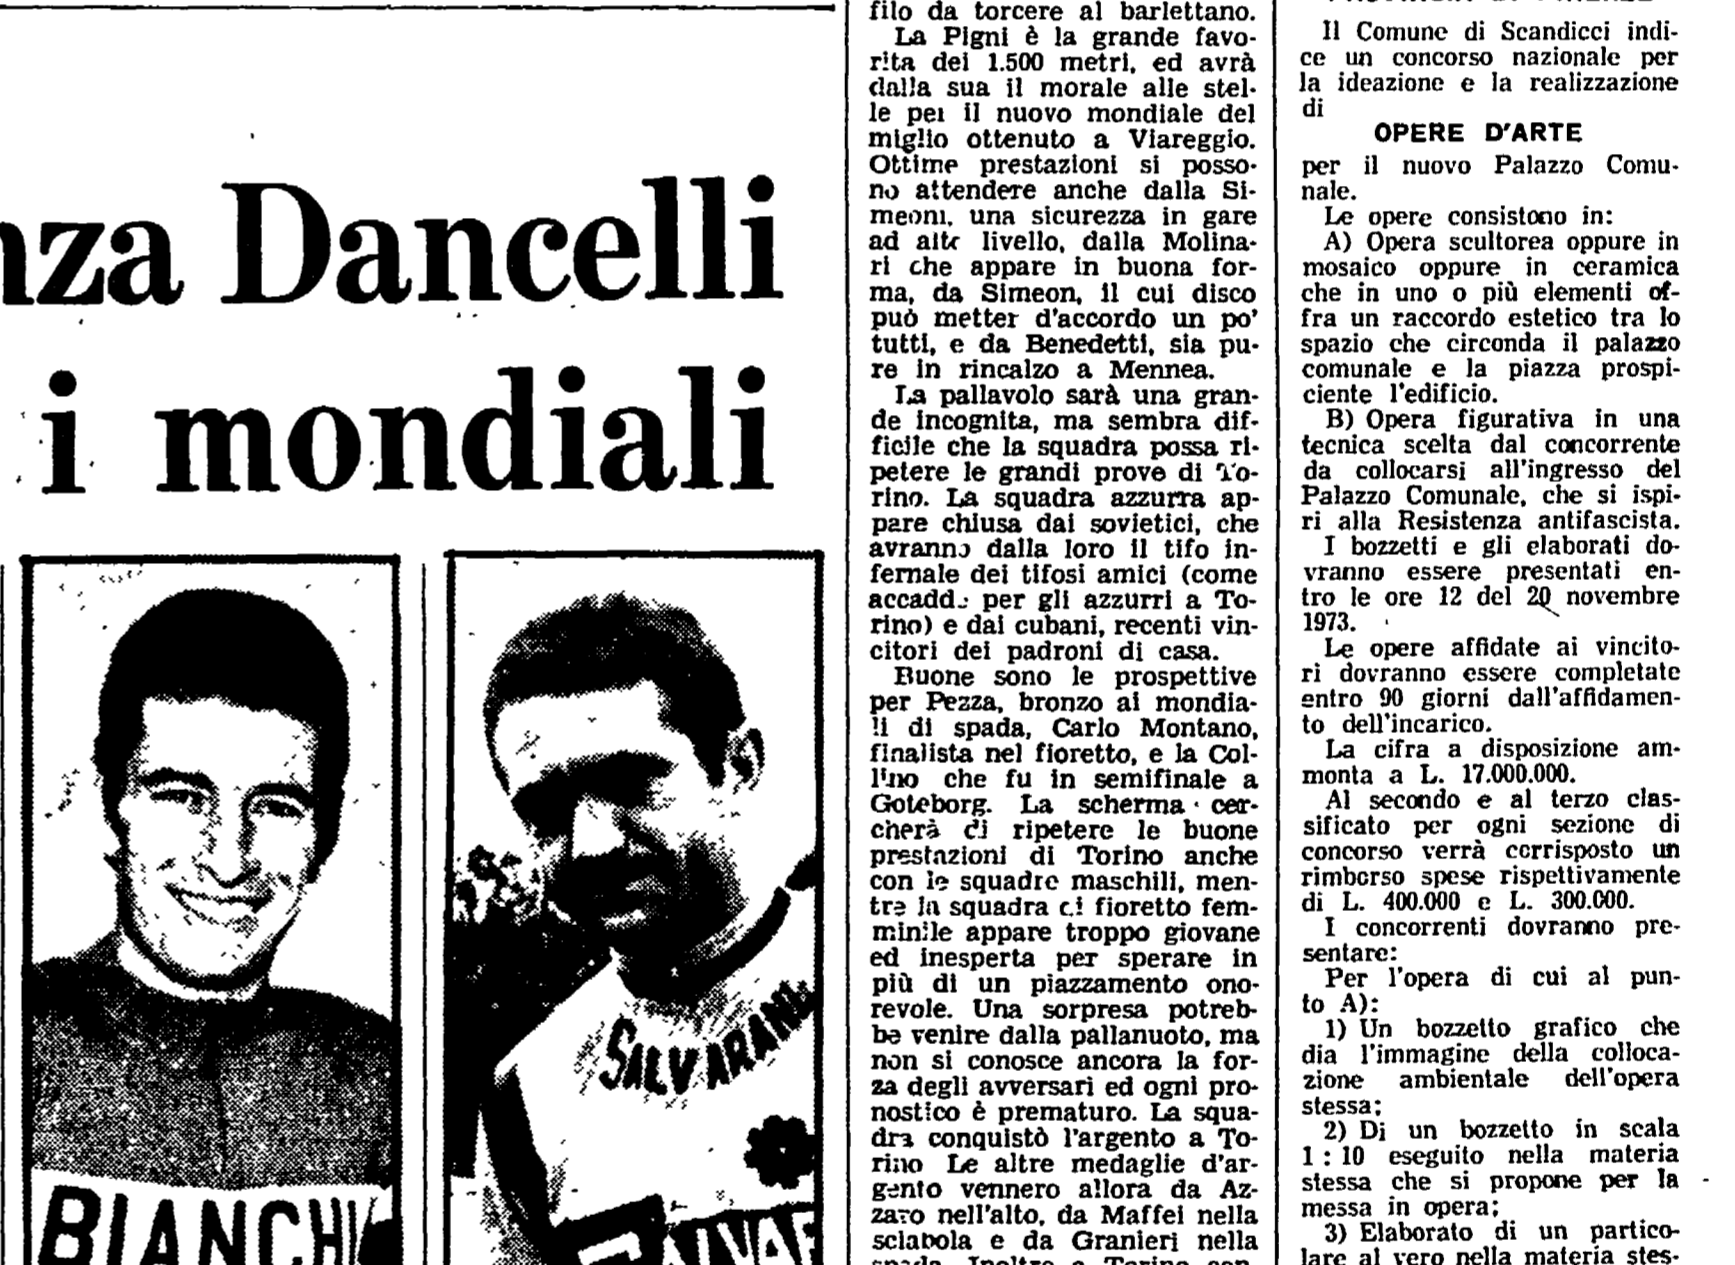 nza Dancelli
i mondiali
BIANCHI
SALVARANI
filo da torcere al barlettano.
La Pigni è la grande favo-
rita dei 1.500 metri, ed avrà
dalla sua il morale alle stel-
le per il nuovo mondiale del
miglio ottenuto a Viareggio.
Ottime prestazioni si posso-
no attendere anche dalla Si-
meoni, una sicurezza in gare
ad alto livello, dalla Molina-
ri che appare in buona for-
ma, da Simeon, il cui disco
può metter d'accordo un po'
tutti, e da Benedetti, sia pu-
re in rincalzo a Mennea.
La pallavolo sarà una gran-
de incognita, ma sembra dif-
ficile che la squadra possa ri-
petere le grandi prove di To-
rino. La squadra azzurra ap-
pare chiusa dai sovietici, che
avranno dalla loro il tifo in-
fernale dei tifosi amici (come
accadde per gli azzurri a To-
rino) e dai cubani, recenti vin-
citori dei padroni di casa.
Buone sono le prospettive
per Pezza, bronzo ai mondia-
li di spada, Carlo Montano,
finalista nel fioretto, e la Col-
lino che fu in semifinale a
Goteborg. La scherma cer-
cherà di ripetere le buone
prestazioni di Torino anche
con le squadre maschili, men-
tre la squadra di fioretto fem-
minile appare troppo giovane
ed inesperta per sperare in
più di un piazzamento ono-
revole. Una sorpresa potreb-
be venire dalla pallanuoto, ma
non si conosce ancora la for-
za degli avversari ed ogni pro-
nostico è prematuro. La squa-
dra conquistò l'argento a To-
rino Le altre medaglie d'ar-
gento vennero allora da Az-
zaro nell'alto, da Maffei nella
sciabola e da Granieri nella
Il Comune di Scandicci indi-
ce un concorso nazionale per
la ideazione e la realizzazione
di
OPERE D'ARTE
per il nuovo Palazzo Comu-
nale.
Le opere consistono in:
A) Opera scultorea oppure in
mosaico oppure in ceramica
che in uno o più elementi of-
fra un raccordo estetico tra lo
spazio che circonda il palazzo
comunale e la piazza prospi-
ciente l'edificio.
B) Opera figurativa in una
tecnica scelta dal concorrente
da collocarsi all'ingresso del
Palazzo Comunale, che si ispi-
ri alla Resistenza antifascista.
I bozzetti e gli elaborati do-
vranno essere presentati en-
tro le ore 12 del 20 novembre
1973.
Le opere affidate ai vincito-
ri dovranno essere completate
entro 90 giorni dall'affidamen-
to dell'incarico.
La cifra a disposizione am-
monta a L. 17.000.000.
Al secondo e al terzo clas-
sificato per ogni sezione di
concorso verrà corrisposto un
rimborso spese rispettivamente
di L. 400.000 e L. 300.000.
I concorrenti dovranno pre-
sentare:
Per l'opera di cui al pun-
to A):
1) Un bozzetto grafico che
dia l'immagine della colloca-
zione ambientale dell'opera
stessa;
2) Di un bozzetto in scala
1 : 10 eseguito nella materia
stessa che si propone per la
messa in opera;
3) Elaborato di un partico-
lare al vero nella materia stes-